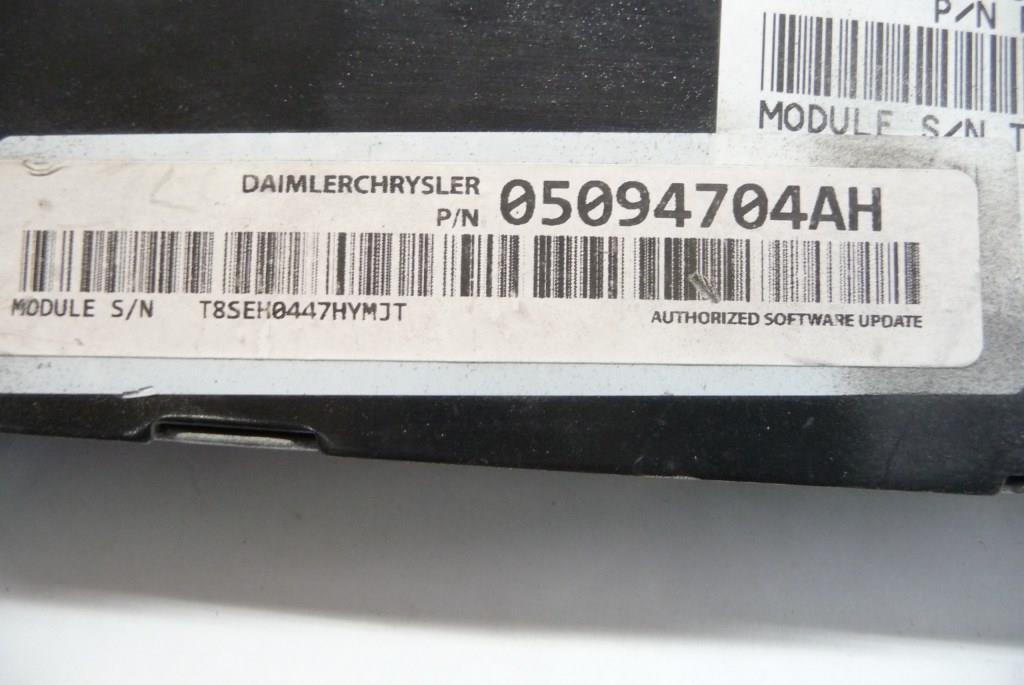 P/N
MODULE S/N T
DAIMLERCHRYSLER
P/N 05094704AH
MODULE S/N T8SEH0447HYMJT
AUTHORIZED SOFTWARE UPDATE